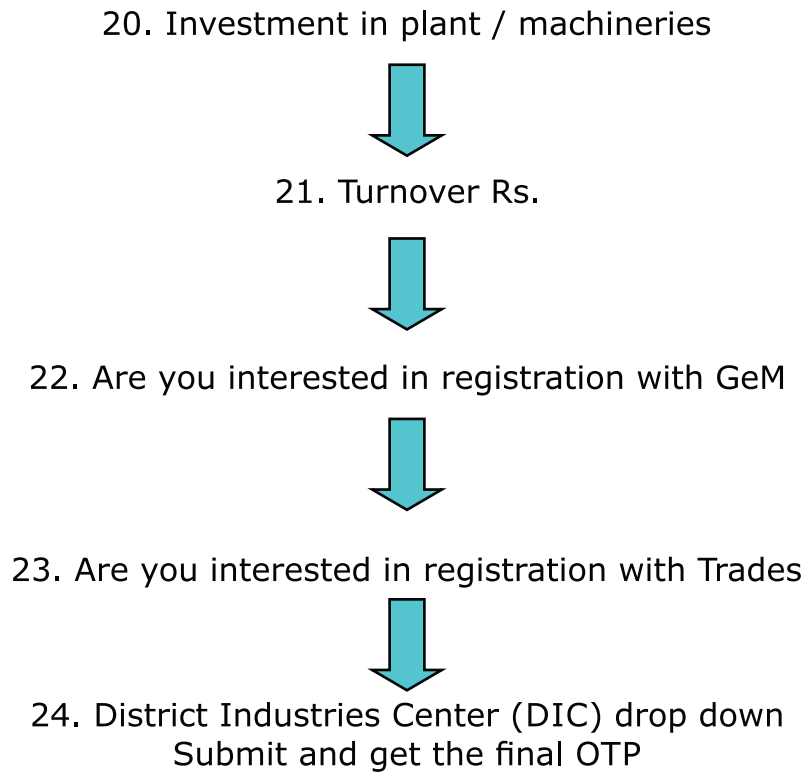 20. Investment in plant / machineries
21. Turnover Rs.
22. Are you interested in registration with GeM
23. Are you interested in registration with Trades
24. District Industries Center (DIC) drop down
Submit and get the final OTP